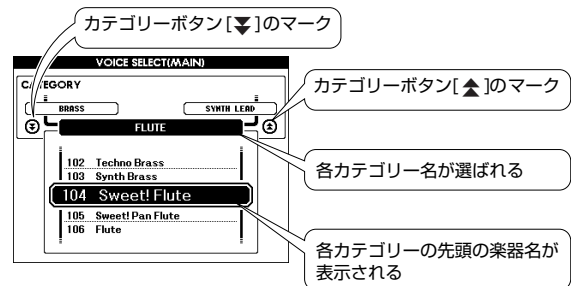 カテゴリーボタン[⏬]のマーク
VOICE SELECT(MAIN)
CATEGORY
BRASS
SYNTH LEAD
カテゴリーボタン[⏫]のマーク
FLUTE
102 Techno Brass
103 Synth Brass
104 Sweet! Flute
105 Sweet! Pan Flute
106 Flute
各カテゴリー名が選ばれる
各カテゴリーの先頭の楽器名が
表示される